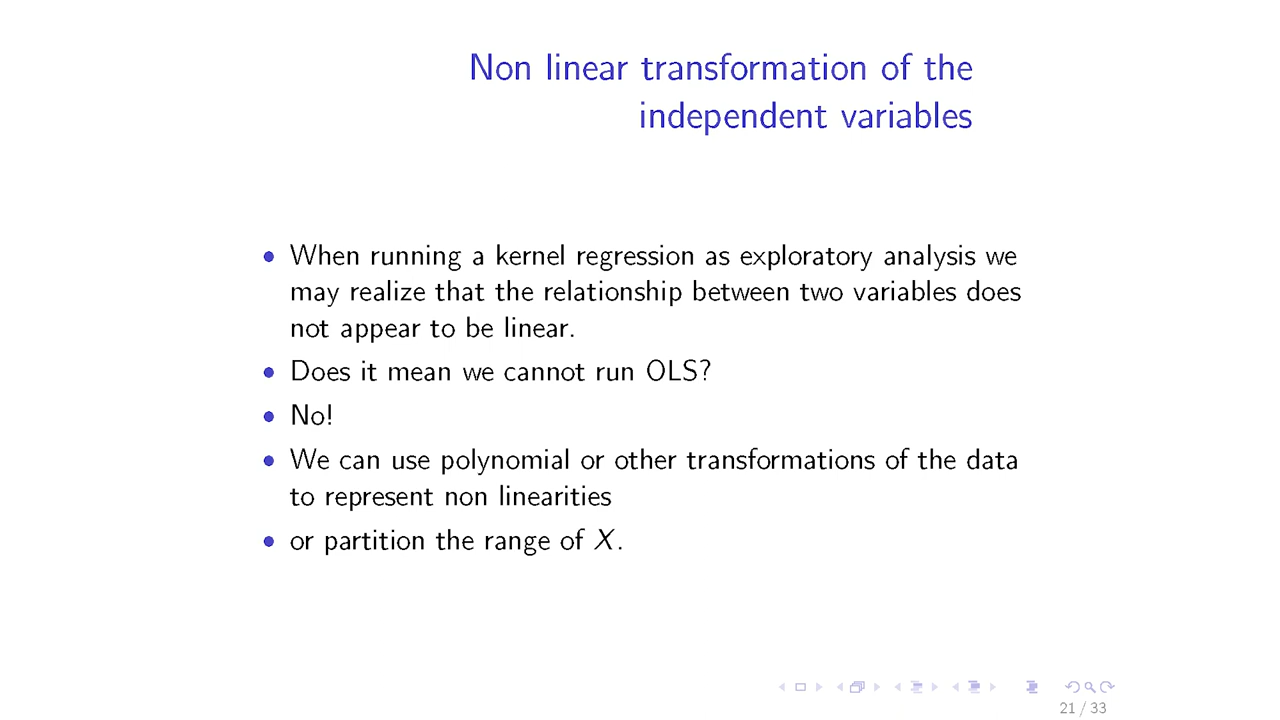 Non linear transformation of the
independent variables
• When running a kernel regression as exploratory analysis we
may realize that the relationship between two variables does
not appear to be linear.
• Does it mean we cannot run OLS?
• No!
• We can use polynomial or other transformations of the data
to represent non linearities
• or partition the range of X.
21 / 33